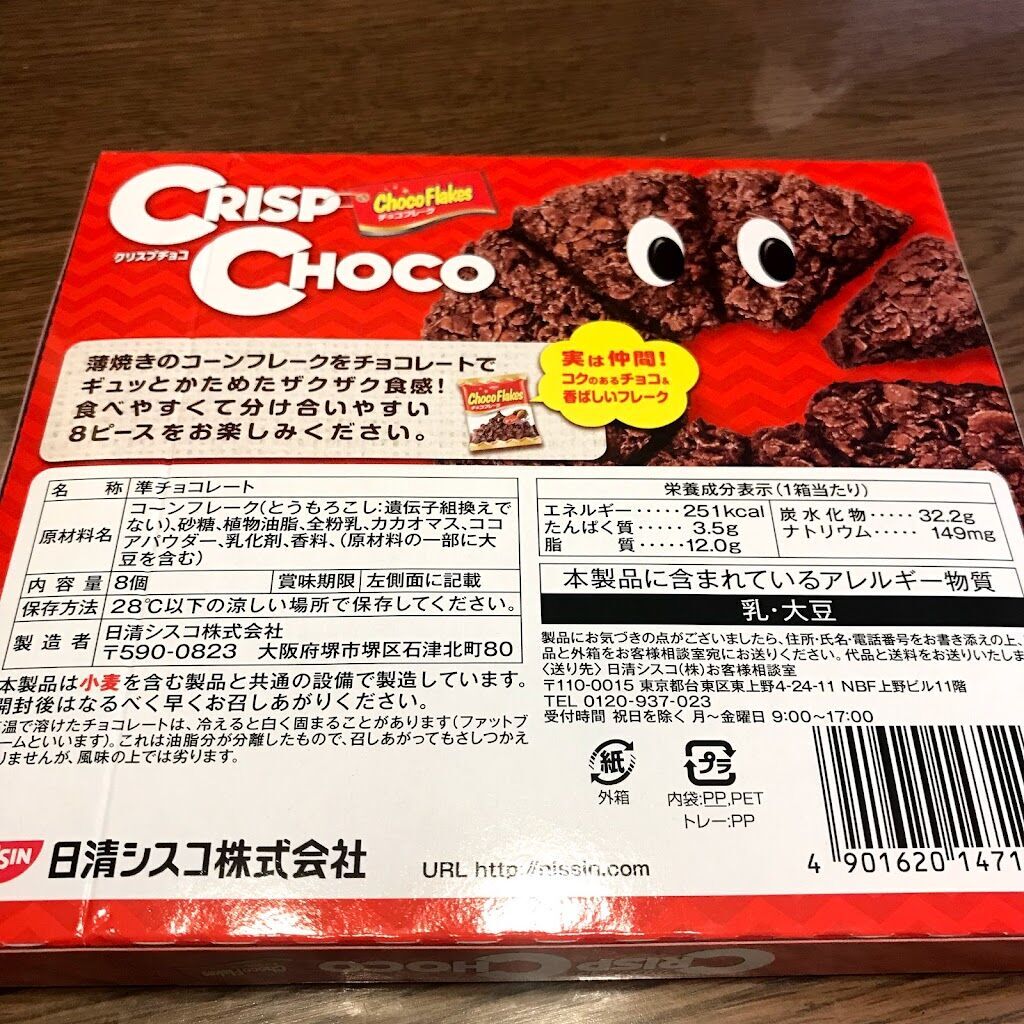 CRISP
Choco Flakes
チョコフレーク
クリスプチョコ
CHOCO
薄焼きのコーンフレークをチョコレートで
ギュッとかためたザクザク食感!
食べやすくて分け合いやすい
8ピースをお楽しみください。
Choco Flakes
チョコフレーク
実は仲間!
コクのあるチョコ&
香ばしいフレーク
名 称 準チョコレート
原材料名 コーンフレーク(とうもろこし:遺伝子組換えで
ない)、砂糖、植物油脂、全粉乳、カカオマス、ココ
アパウダー、乳化剤、香料、(原材料の一部に大
豆を含む)
内容量 8個 賞味期限 左側面に記載
保存方法 28℃以下の涼しい場所で保存してください。
製造者 日清シスコ株式会社
〒590-0823 大阪府堺市堺区石津北町80
本製品は小麦を含む製品と共通の設備で製造しています。
開封後はなるべく早くお召しあがりください。
温で溶けたチョコレートは、冷えると白く固まることがあります(ファットブ
ームといいます)。これは油脂分が分離したもので、召しあがってもさしつかえ
りませんが、風味の上では劣ります。
栄養成分表示(1箱当たり)
エネルギー・・・・・251kcal 炭水化物・・・・・32.2g
たんぱく質・・・・・3.5g ナトリウム・・・・・149mg
脂 質・・・・・12.0g
本製品に含まれているアレルギー物質
乳・大豆
製品にお気づきの点がございましたら、住所・氏名・電話番号をお書き添えの上、
品と外箱をお客様相談室宛にお送りください。代品と送料をお送りいたしま
〈送り先〉日清シスコ(株)お客様相談室
〒110-0015 東京都台東区東上野4-24-11 NBF上野ビル11階
TEL 0120-937-023
受付時間 祝日を除く 月~金曜日 9:00~17:00
紙
外箱
プラ
内袋:PP,PET
トレー:PP
4 901620 1471
SIN 日清シスコ株式会社
URL http://nissin.com
CRISP CHOCO
Choco Flakes